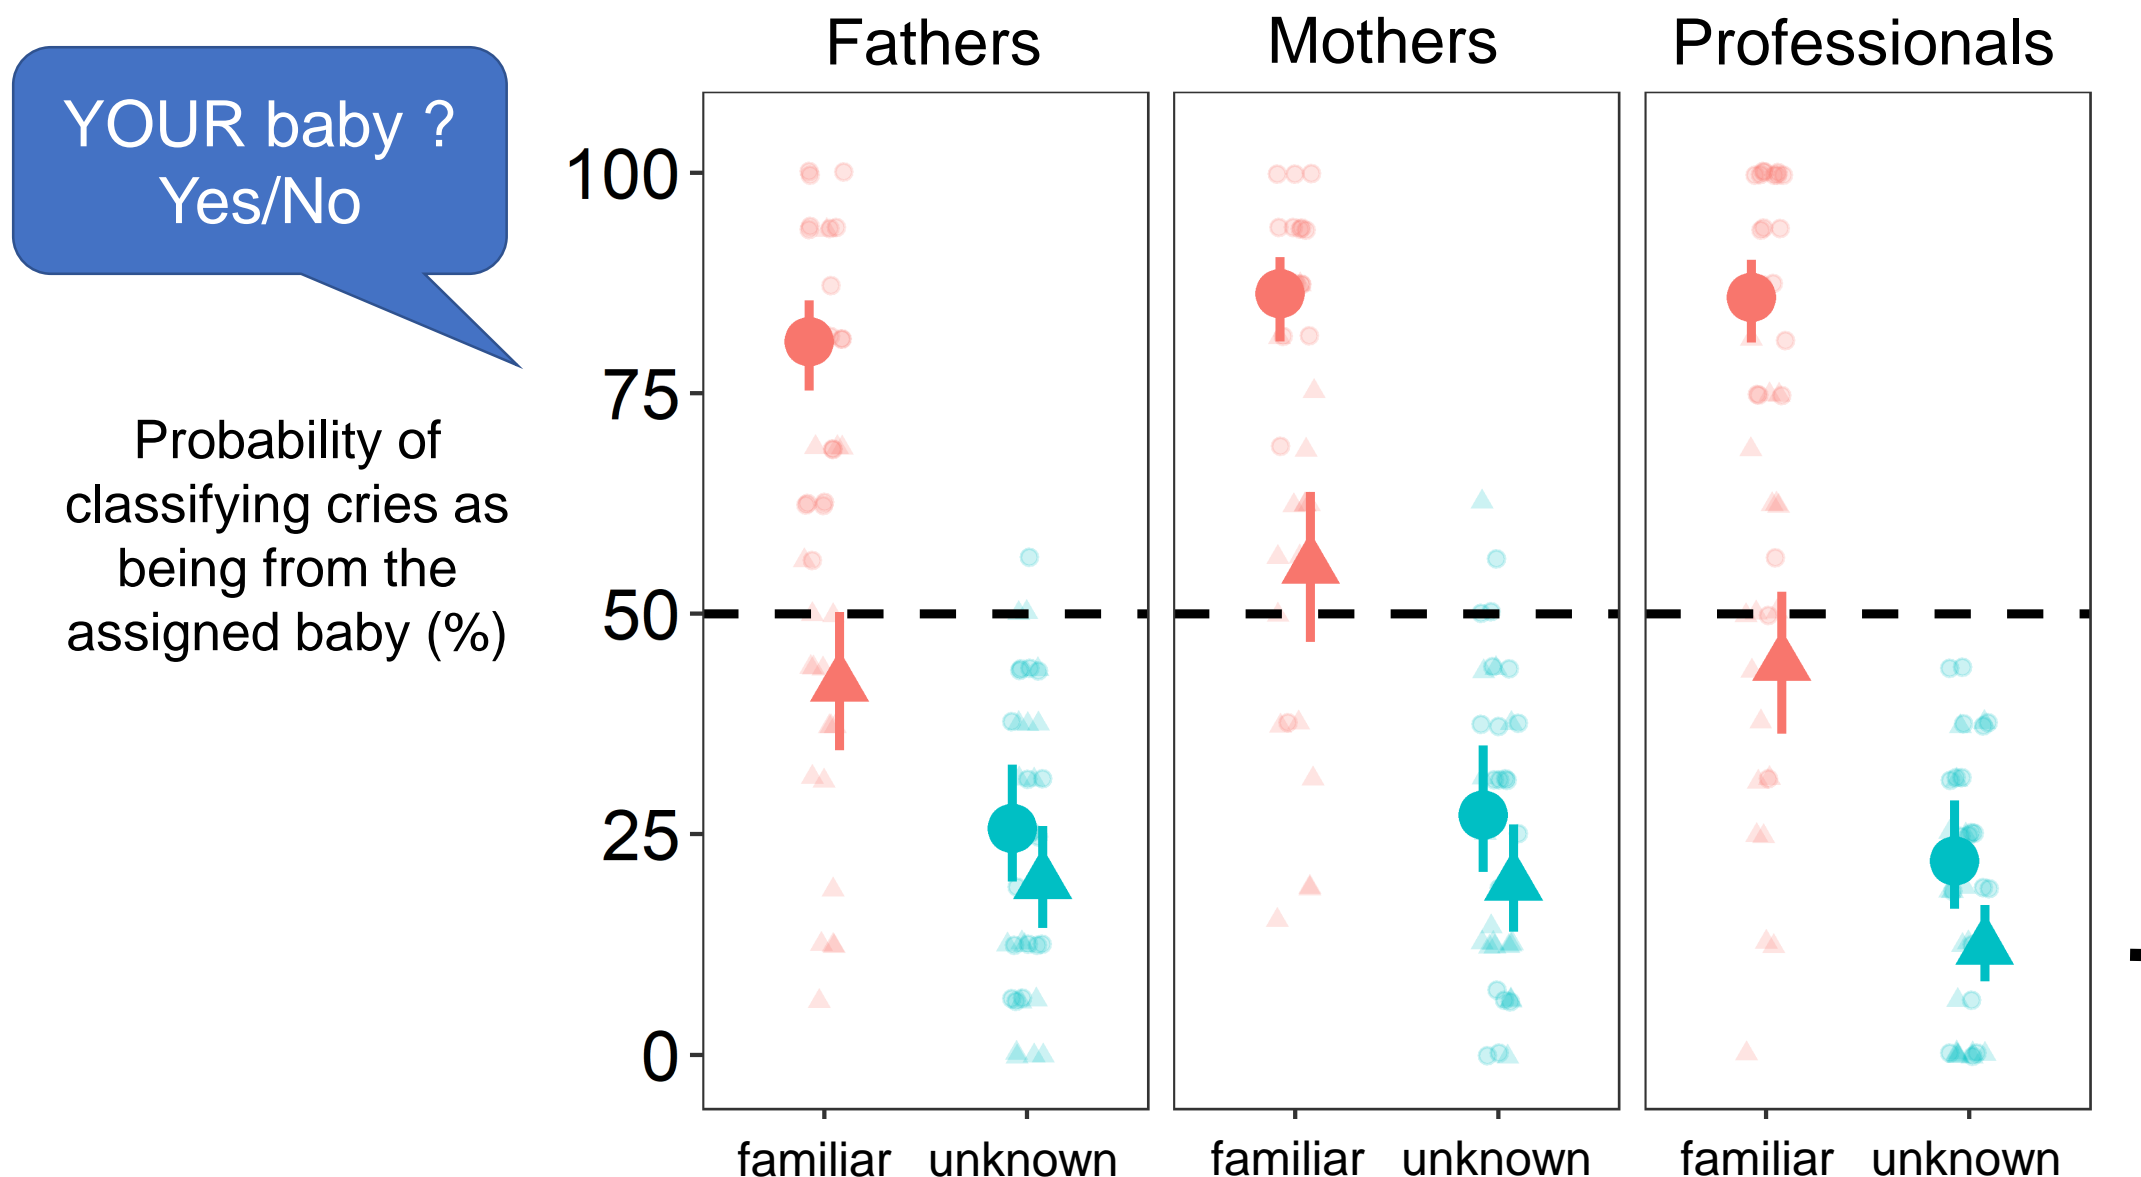 Fathers
Mothers
Professionals
YOUR baby ?
Yes/No
Probability of
classifying cries as
being from the
assigned baby (%)
100
75
50
25
0
familiar
unknown
familiar
unknown
familiar
unknown